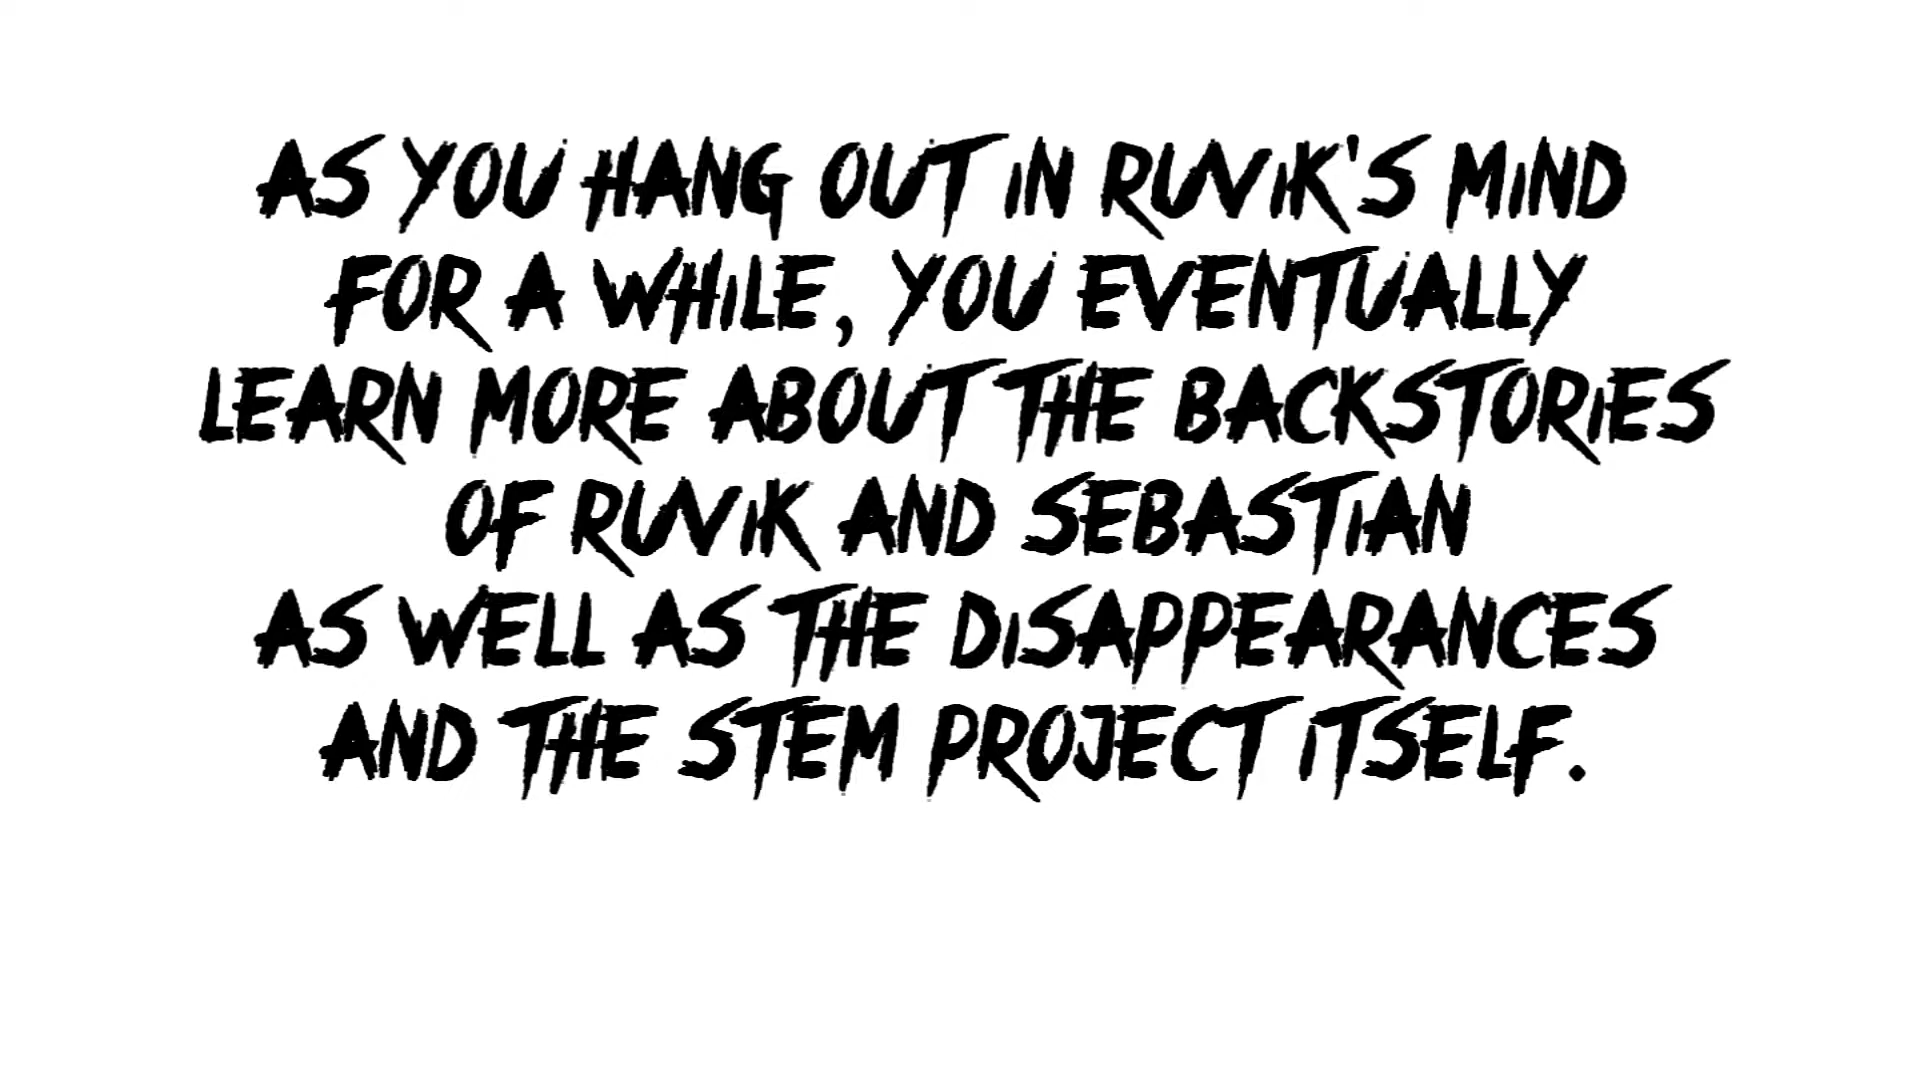 AS YOU HANG OUT iN RUViK'S MiND
FOR A WHiLE, YOU EVENTUALLY
LEARN MORE ABOUT THE BACKSTORiES
OF RUViK AND SEBASTiAN
AS WELL AS THE DiSAPPEARANCES
AND THE STEM PROJECT iTSELF.